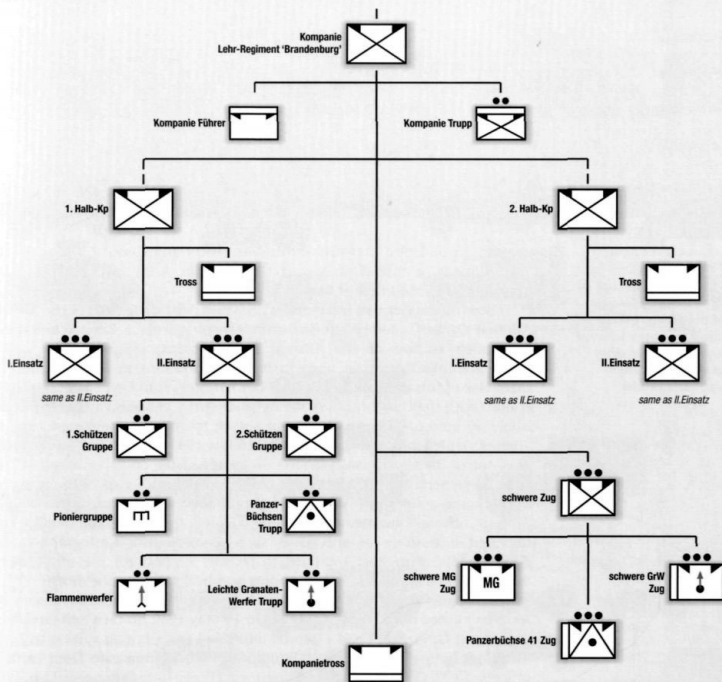 Kompanie
Lehr-Regiment 'Brandenburg'
Kompanie Führer
Kompanie Trupp
1. Halb-Kp
2. Halb-Kp
Tross
Tross
I.Einsatz
II.Einsatz
I.Einsatz
II.Einsatz
same as II.Einsatz
same as II.Einsatz
same as II.Einsatz
1.Schützen
Gruppe
2.Schützen
Gruppe
Pioniergruppe
Panzer-
Büchsen
Trupp
schwere Zug
Flammenwerfer
Leichte Granaten-
Werfer Trupp
schwere MG
Zug
MG
schwere GrW
Zug
Panzerbüchse 41 Zug
Kompanietross